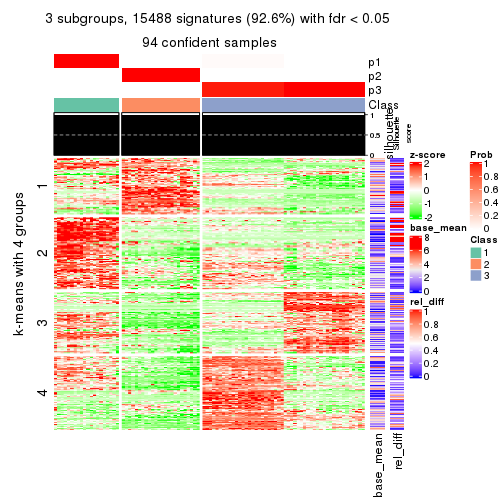 3 subgroups, 15488 signatures (92.6%) with fdr < 0.05
94 confident samples
p1
p2
p3
Class
1
0.5
0
silhouette
Silhouette
score
k-means with 4 groups
1
2
3
4
base_mean
rel_diff
z-score
2
1
0
-1
-2
base_mean
8
6
4
2
0
rel_diff
1
0.8
0.6
0.4
0.2
0
Prob
1
0.8
0.6
0.4
0.2
0
Class
1
2
3